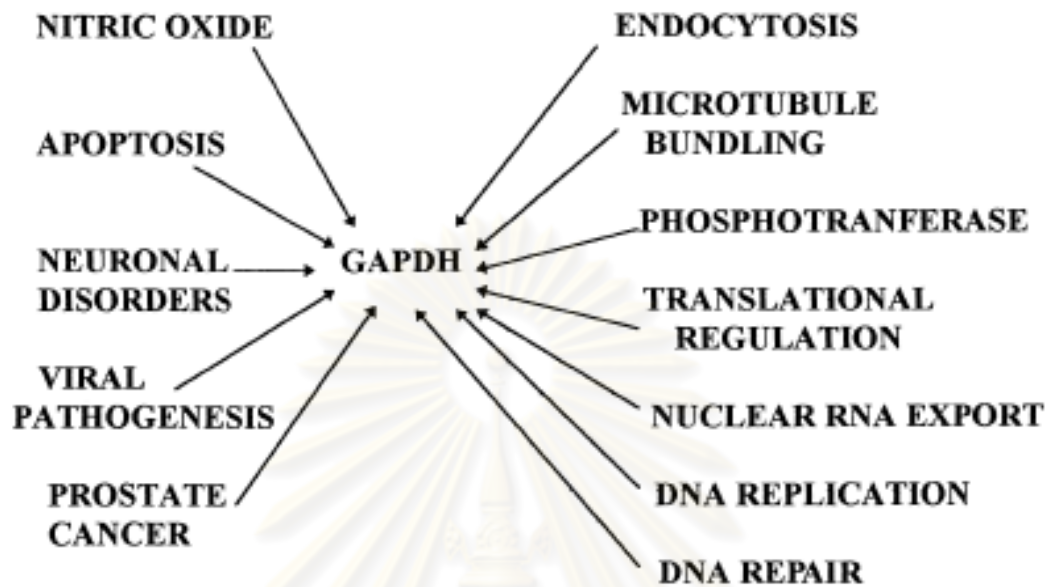 NITRIC OXIDE
APOPTOSIS
NEURONAL
DISORDERS
VIRAL
PATHOGENESIS
PROSTATE
CANCER
GAPDH
ENDOCYTOSIS
MICROTUBULE
BUNDLING
PHOSPHOTRANFERASE
TRANSLATIONAL
REGULATION
NUCLEAR RNA EXPORT
DNA REPLICATION
DNA REPAIR